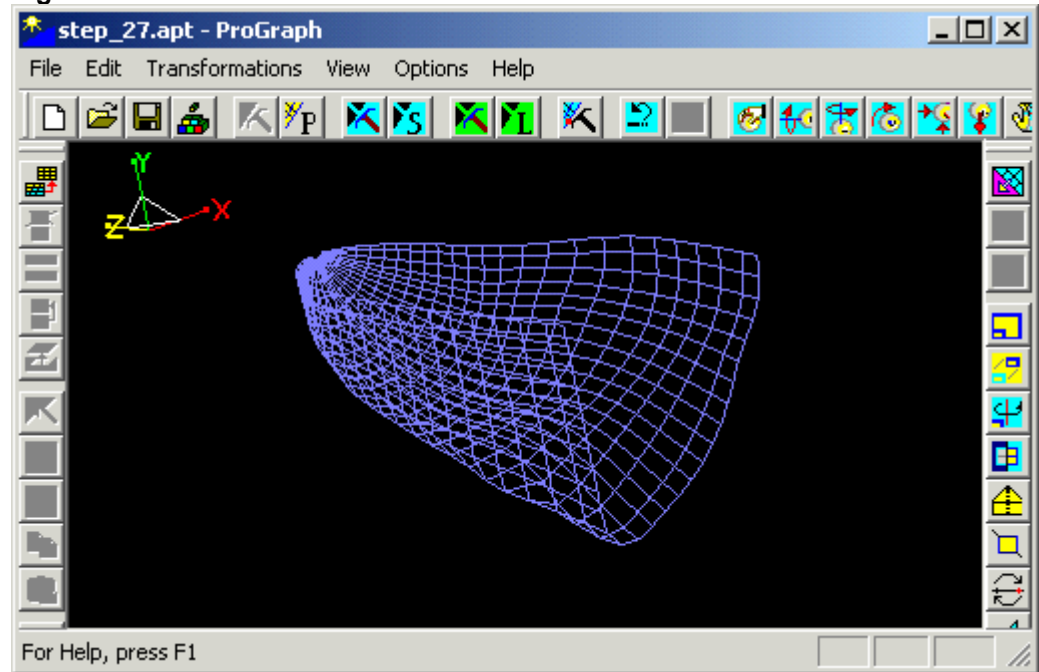 step_27.apt - ProGraph
File Edit Transformations View Options Help
P S L
Y
Z X
For Help, press F1